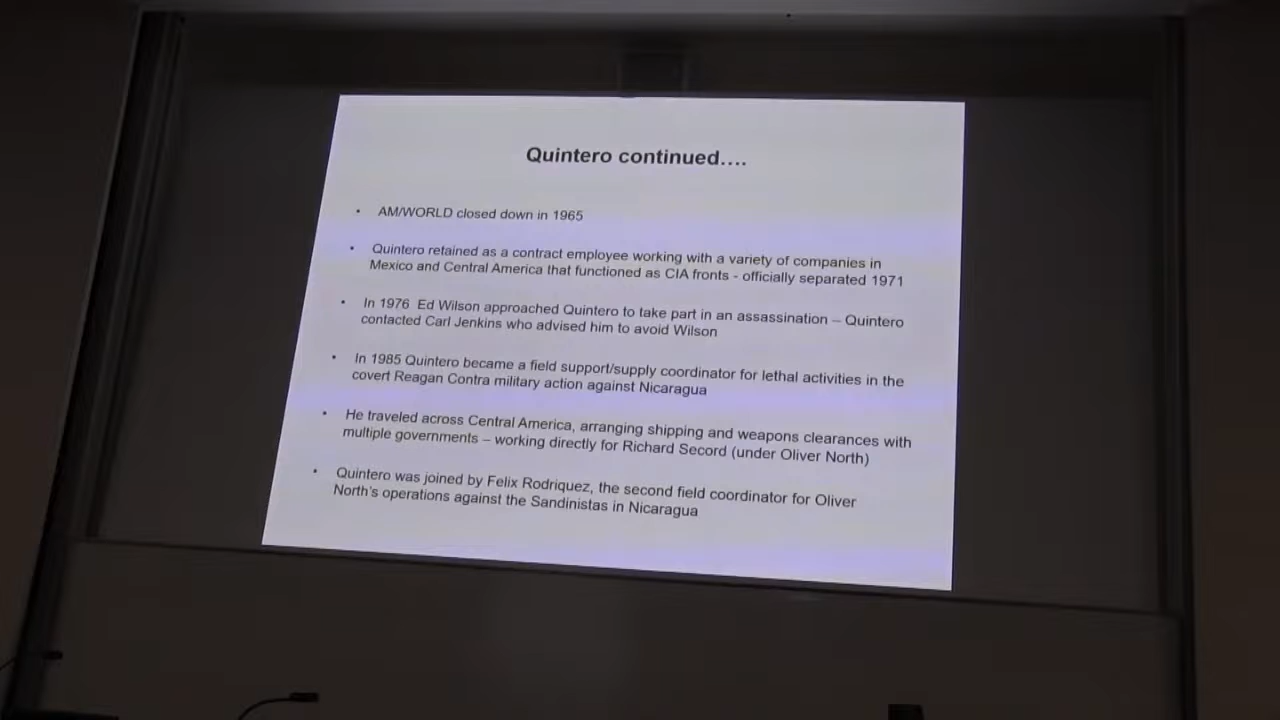 Quintero continued....
• AM/WORLD closed down in 1965
• Quintero retained as a contract employee working with a variety of companies in
Mexico and Central America that functioned as CIA fronts - officially separated 1971
• In 1976 Ed Wilson approached Quintero to take part in an assassination – Quintero
contacted Carl Jenkins who advised him to avoid Wilson
• In 1985 Quintero became a field support/supply coordinator for lethal activities in the
covert Reagan Contra military action against Nicaragua
• He traveled across Central America, arranging shipping and weapons clearances with
multiple governments – working directly for Richard Secord (under Oliver North)
• Quintero was joined by Felix Rodriquez, the second field coordinator for Oliver
North's operations against the Sandinistas in Nicaragua